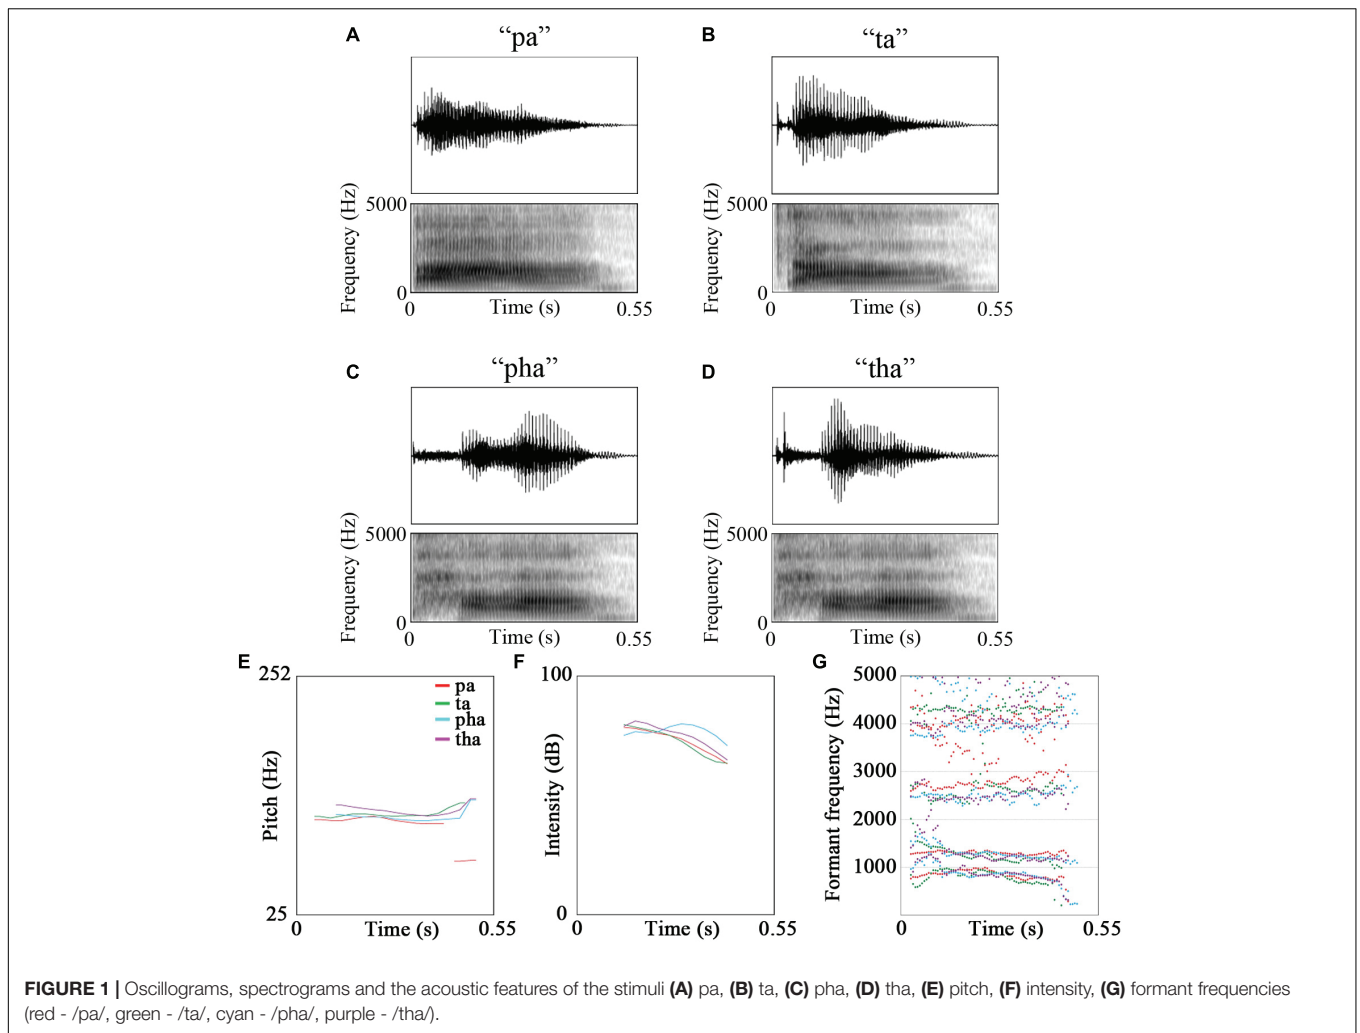 A
“pa”
B
“ta”
Frequency (Hz)
5000
0
0
Time (s)
0.55
Frequency (Hz)
5000
0
0
Time (s)
0.55
C
“pha”
D
“tha”
Frequency (Hz)
5000
0
0
Time (s)
0.55
Frequency (Hz)
5000
0
0
Time (s)
0.55
E
252
Pitch (Hz)
25
0
Time (s)
0.55
pa
ta
pha
tha
F
100
Intensity (dB)
0
0
Time (s)
0.55
G
Formant frequency (Hz)
5000
4000
3000
2000
1000
0
Time (s)
0.55
FIGURE 1 | Oscillograms, spectrograms and the acoustic features of the stimuli (A) pa, (B) ta, (C) pha, (D) tha, (E) pitch, (F) intensity, (G) formant frequencies
(red - /pa/, green - /ta/, cyan - /pha/, purple - /tha/).